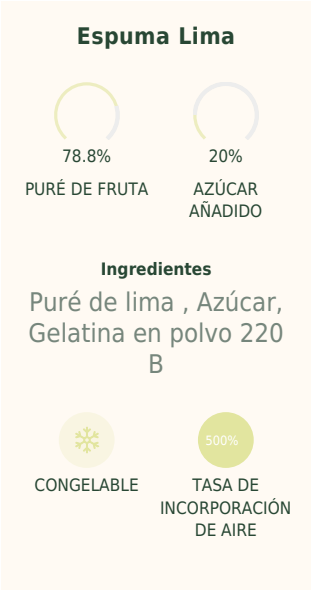 Espuma Lima
78.8%
PURÉ DE FRUTA
20%
AZÚCAR
AÑADIDO
Ingredientes
Puré de lima , Azúcar,
Gelatina en polvo 220
B
CONGELABLE
500%
TASA DE
INCORPORACIÓN
DE AIRE